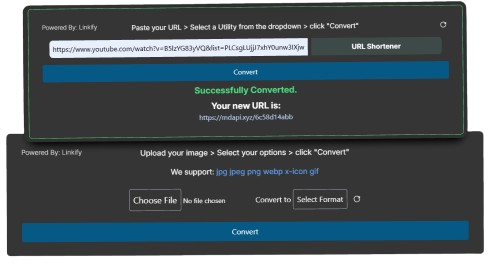 Powered By: Linkify Paste your URL > Select a Utility from the dropdown > click "Convert"
https://www.youtube.com/watch?v=B5lzYG83yVQ&list=PLCsgLUjjJ7xhY0unw3IXjw URL Shortener
Convert
Successfully Converted.
Your new URL is:
https://mdapi.xyz/6c58d14abb
Powered By: Linkify Upload your image > Select your options > click "Convert"
We support: jpg jpeg png webp x-icon gif
Choose File No file chosen Convert to Select Format
Convert